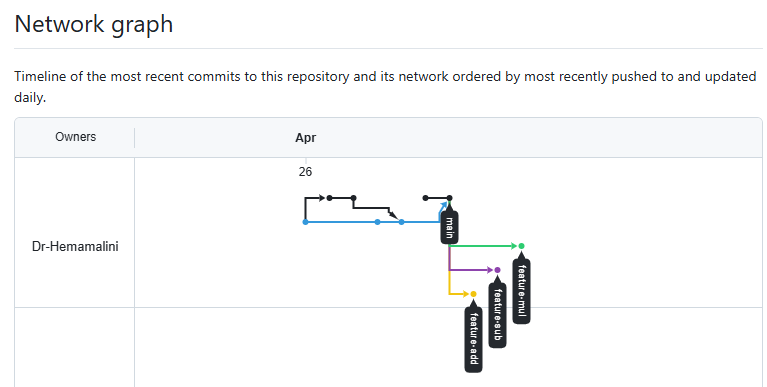 Network graph
Timeline of the most recent commits to this repository and its network ordered by most recently pushed to and updated
daily.
Owners
Apr
26
Dr-Hemamalini
main
feature-mul
feature-sub
feature-add